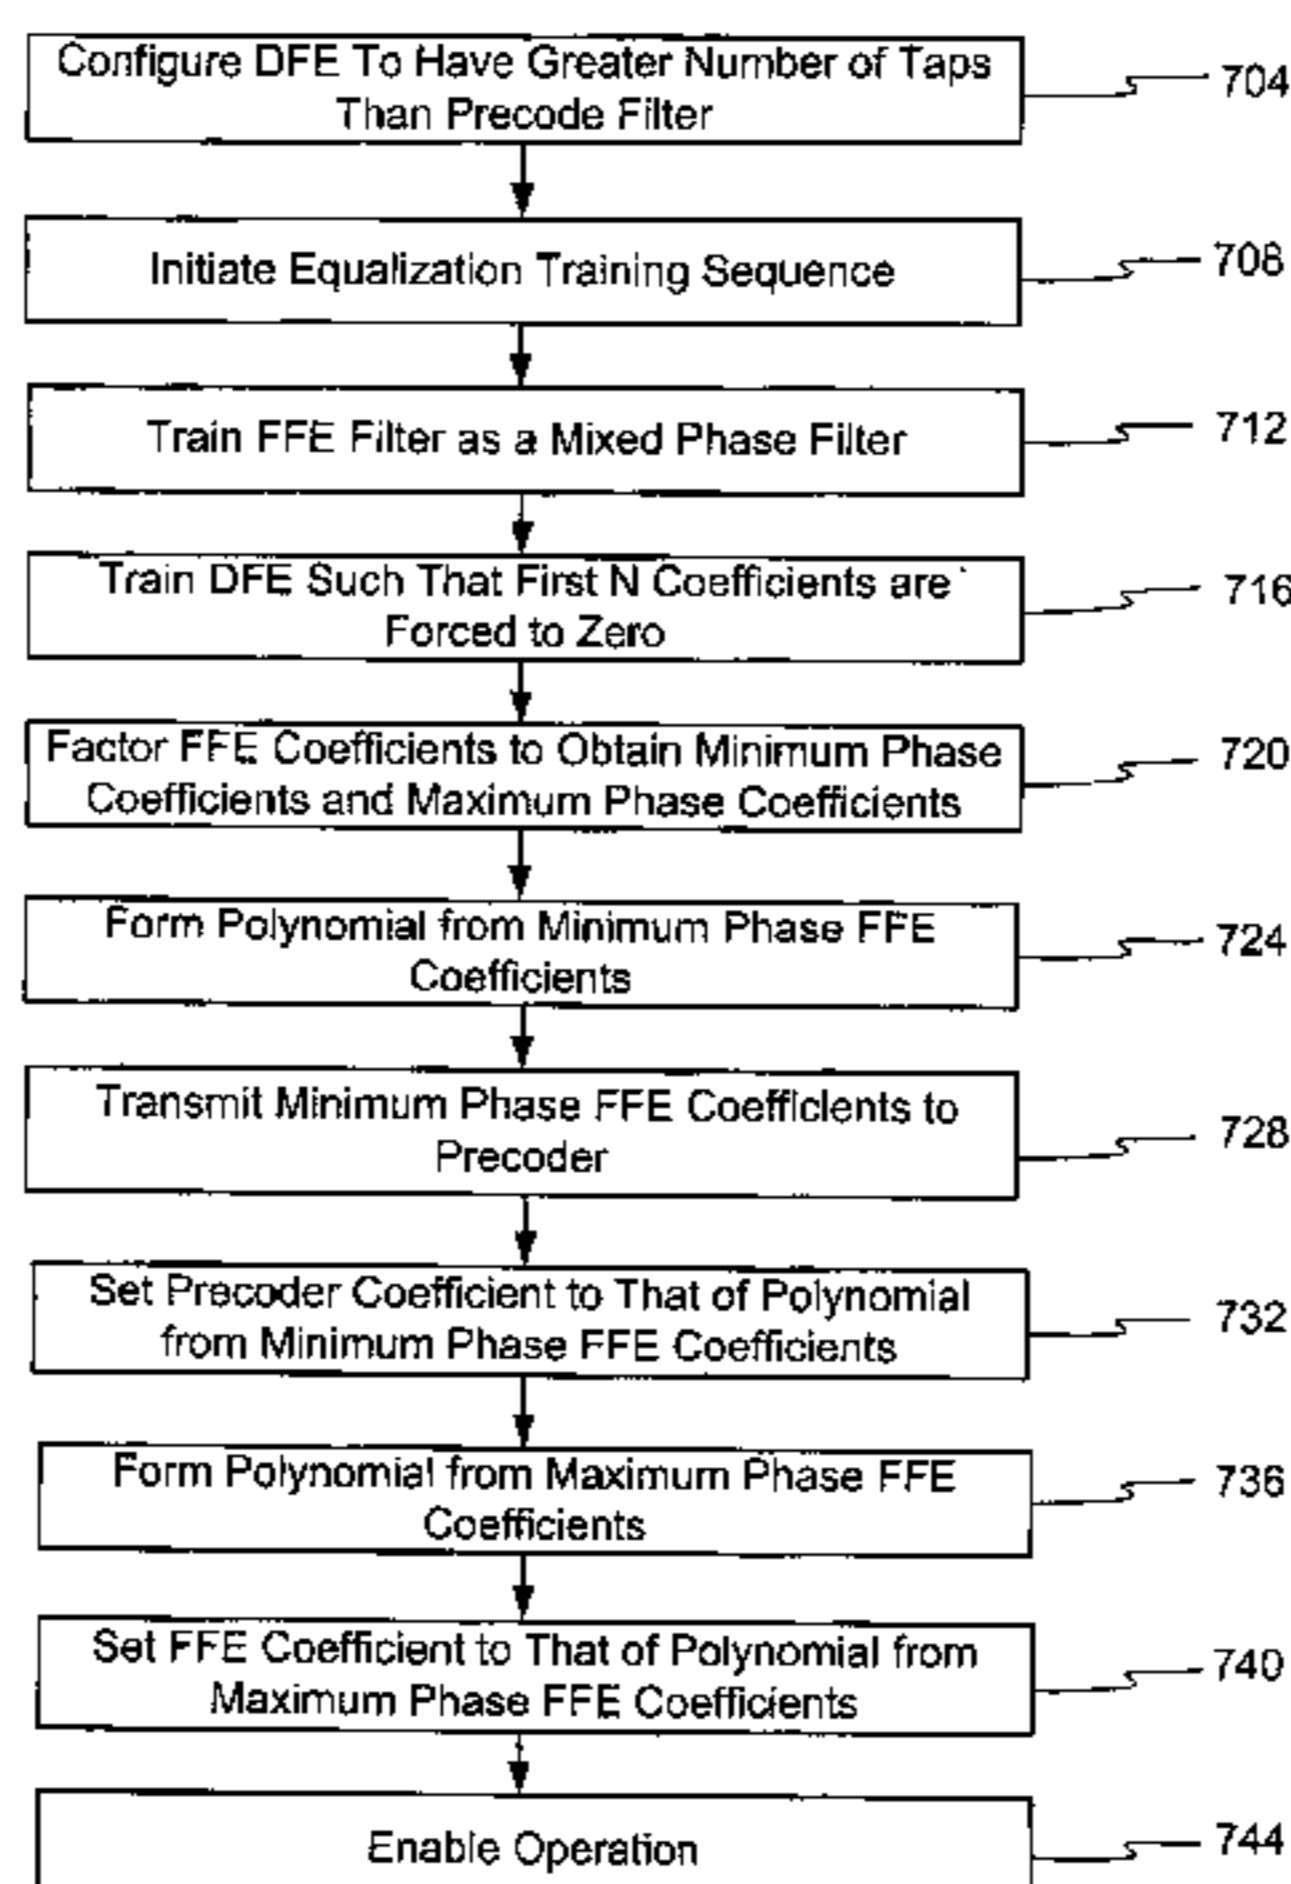 Configure DFE To Have Greater Number of Taps
Than Precode Filter
704
Initiate Equalization Training Sequence
708
Train FFE Filter as a Mixed Phase Filter
712
Train DFE Such That First N Coefficients are
Forced to Zero
716
Factor FFE Coefficients to Obtain Minimum Phase
Coefficients and Maximum Phase Coefficients
720
Form Polynomial from Minimum Phase FFE
Coefficients
724
Transmit Minimum Phase FFE Coefficients to
Precoder
728
Set Precoder Coefficient to That of Polynomial
from Minimum Phase FFE Coefficients
732
Form Polynomial from Maximum Phase FFE
Coefficients
736
Set FFE Coefficient to That of Polynomial from
Maximum Phase FFE Coefficients
740
Enable Operation
744